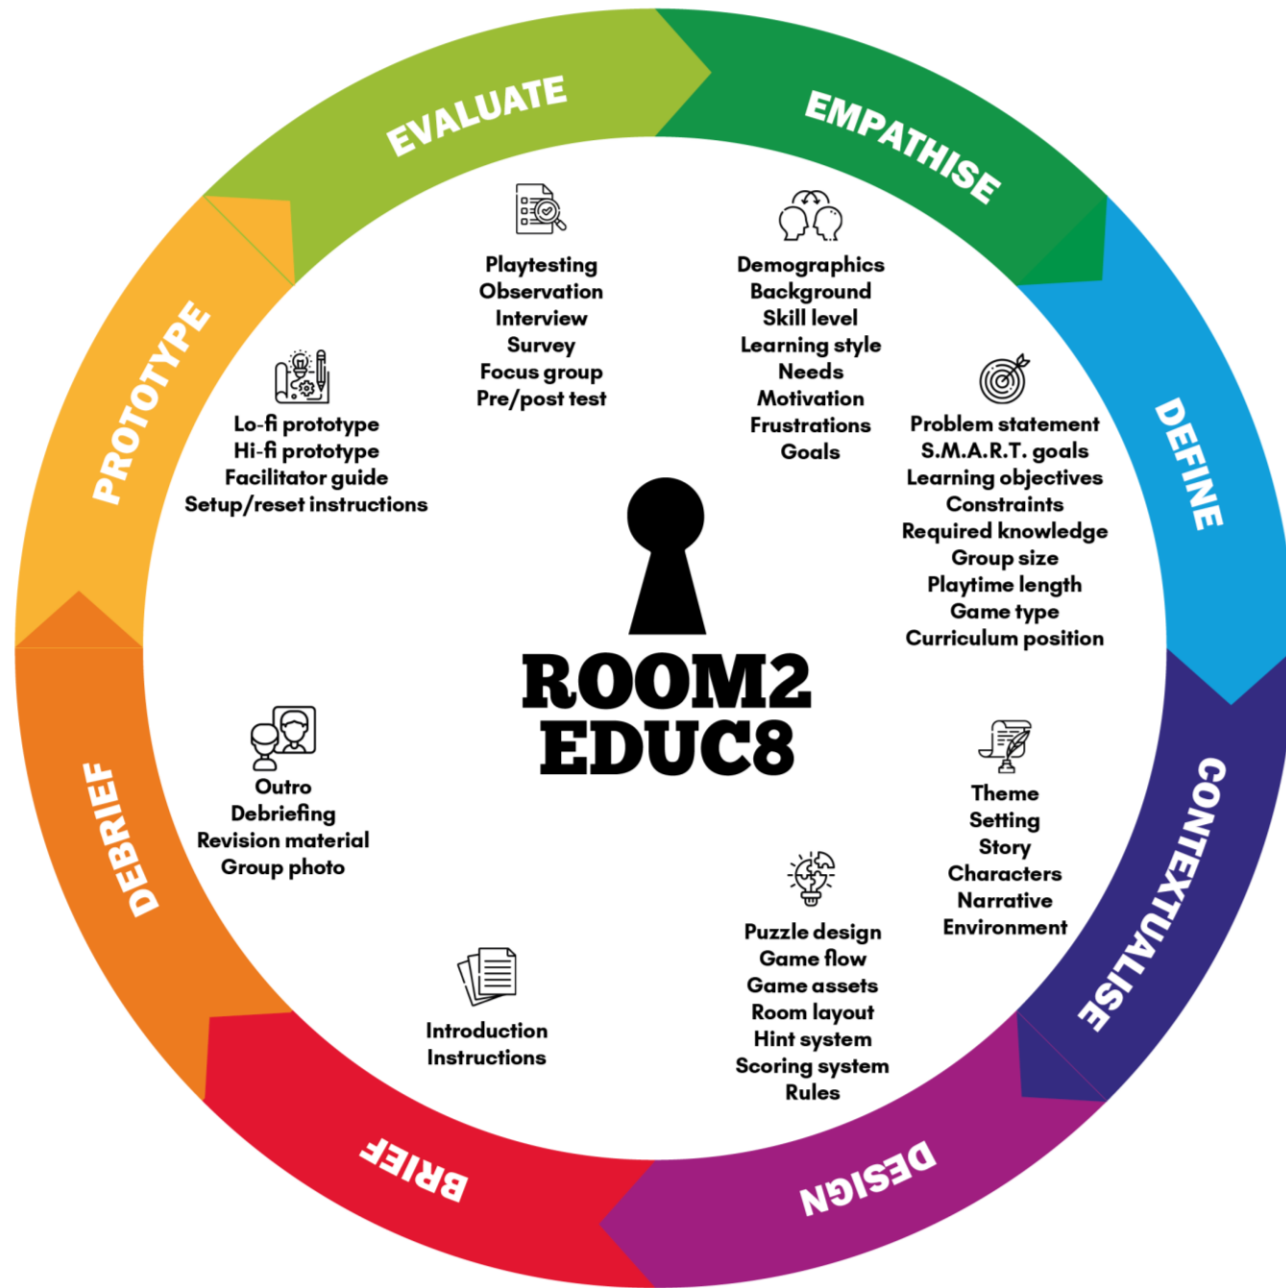 EVALUATE
EMPATHISE
DEFINE
CONTEXTUALISE
DESIGN
BRIEF
DEBRIEF
PROTOTYPE
Playtesting
Observation
Interview
Survey
Focus group
Pre/post test
Demographics
Background
Skill level
Learning style
Needs
Motivation
Frustrations
Goals
Problem statement
S.M.A.R.T. goals
Learning objectives
Constraints
Required knowledge
Group size
Playtime length
Game type
Curriculum position
Theme
Setting
Story
Characters
Narrative
Environment
Puzzle design
Game flow
Game assets
Room layout
Hint system
Scoring system
Rules
Introduction
Instructions
Outro
Debriefing
Revision material
Group photo
Lo-fi prototype
Hi-fi prototype
Facilitator guide
Setup/reset instructions
ROOM2
EDUC8